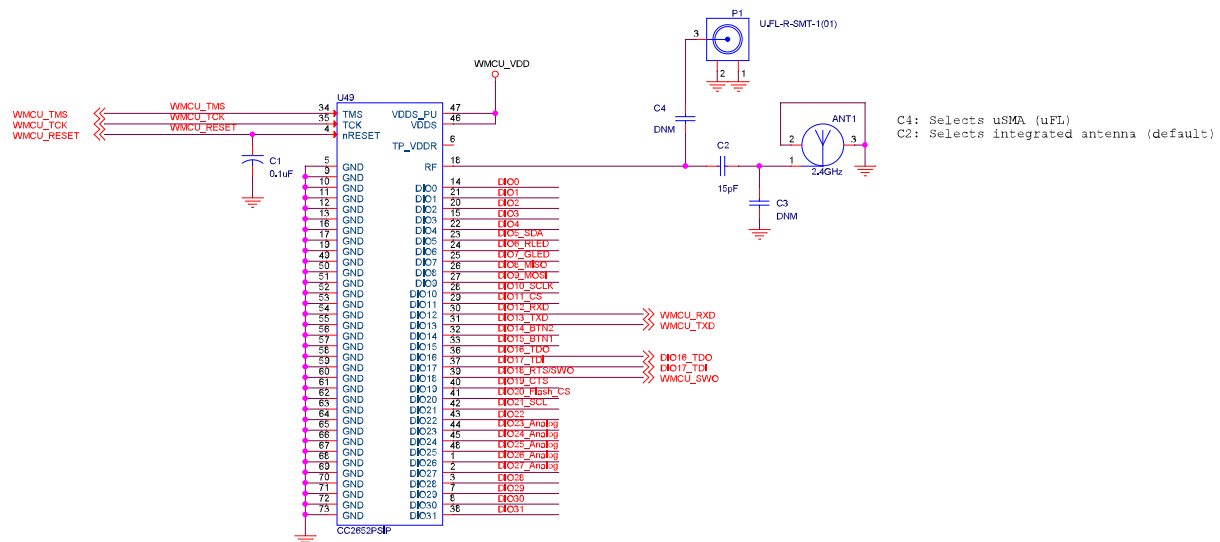 P1
U.FL-R-SMT-1(01)
3
2
1
WMCU_VDD
C4
DNM
ANT1
2
3
1
2.4GHz
C4: Selects uSMA (uFL)
C2: Selects integrated antenna (default)
C2
15pF
C3
DNM
U49
WMCU_TMS
WMCU_TCK
WMCU_RESET
WMCU_TMS
WMCU_TCK
WMCU_RESET
34 TMS VDDS_PU 47
35 TCK VDDS 46
4 nRESET
TP_VDDR 6
C1
0.1uF
5 GND RF 18
9 GND
10 GND DIO0 14 DIO0
11 GND DIO1 21 DIO1
12 GND DIO2 20 DIO2
13 GND DIO3 15 DIO3
16 GND DIO4 22 DIO4
17 GND DIO5 23 DIO5_SDA
19 GND DIO6 24 DIO6_RLED
49 GND DIO7 25 DIO7_GLED
50 GND DIO8 26 DIO8_MISO
51 GND DIO9 27 DIO9_MOSI
52 GND DIO10 28 DIO10_SCLK
53 GND DIO11 29 DIO11_CS
54 GND DIO12 30 DIO12_RXD WMCU_RXD
55 GND DIO13 31 DIO13_TXD WMCU_TXD
56 GND DIO14 32 DIO14_BTN2
57 GND DIO15 33 DIO15_BTN1
58 GND DIO16 36 DIO16_TDO DIO16_TDO
59 GND DIO17 37 DIO17_TDI DIO17_TDI
60 GND DIO18 39 DIO18_RTS/SWO WMCU_SWO
61 GND DIO19 40 DIO19_CTS
62 GND DIO20 41 DIO20_Flash_CS
63 GND DIO21 42 DIO21_SCL
64 GND DIO22 43 DIO22
65 GND DIO23 44 DIO23_Analog
66 GND DIO24 45 DIO24_Analog
67 GND DIO25 48 DIO25_Analog
68 GND DIO26 1 DIO26_Analog
69 GND DIO27 2 DIO27_Analog
70 GND DIO28 3 DIO28
71 GND DIO29 7 DIO29
72 GND DIO30 8 DIO30
73 GND DIO31 38 DIO31
CC2652PSIP